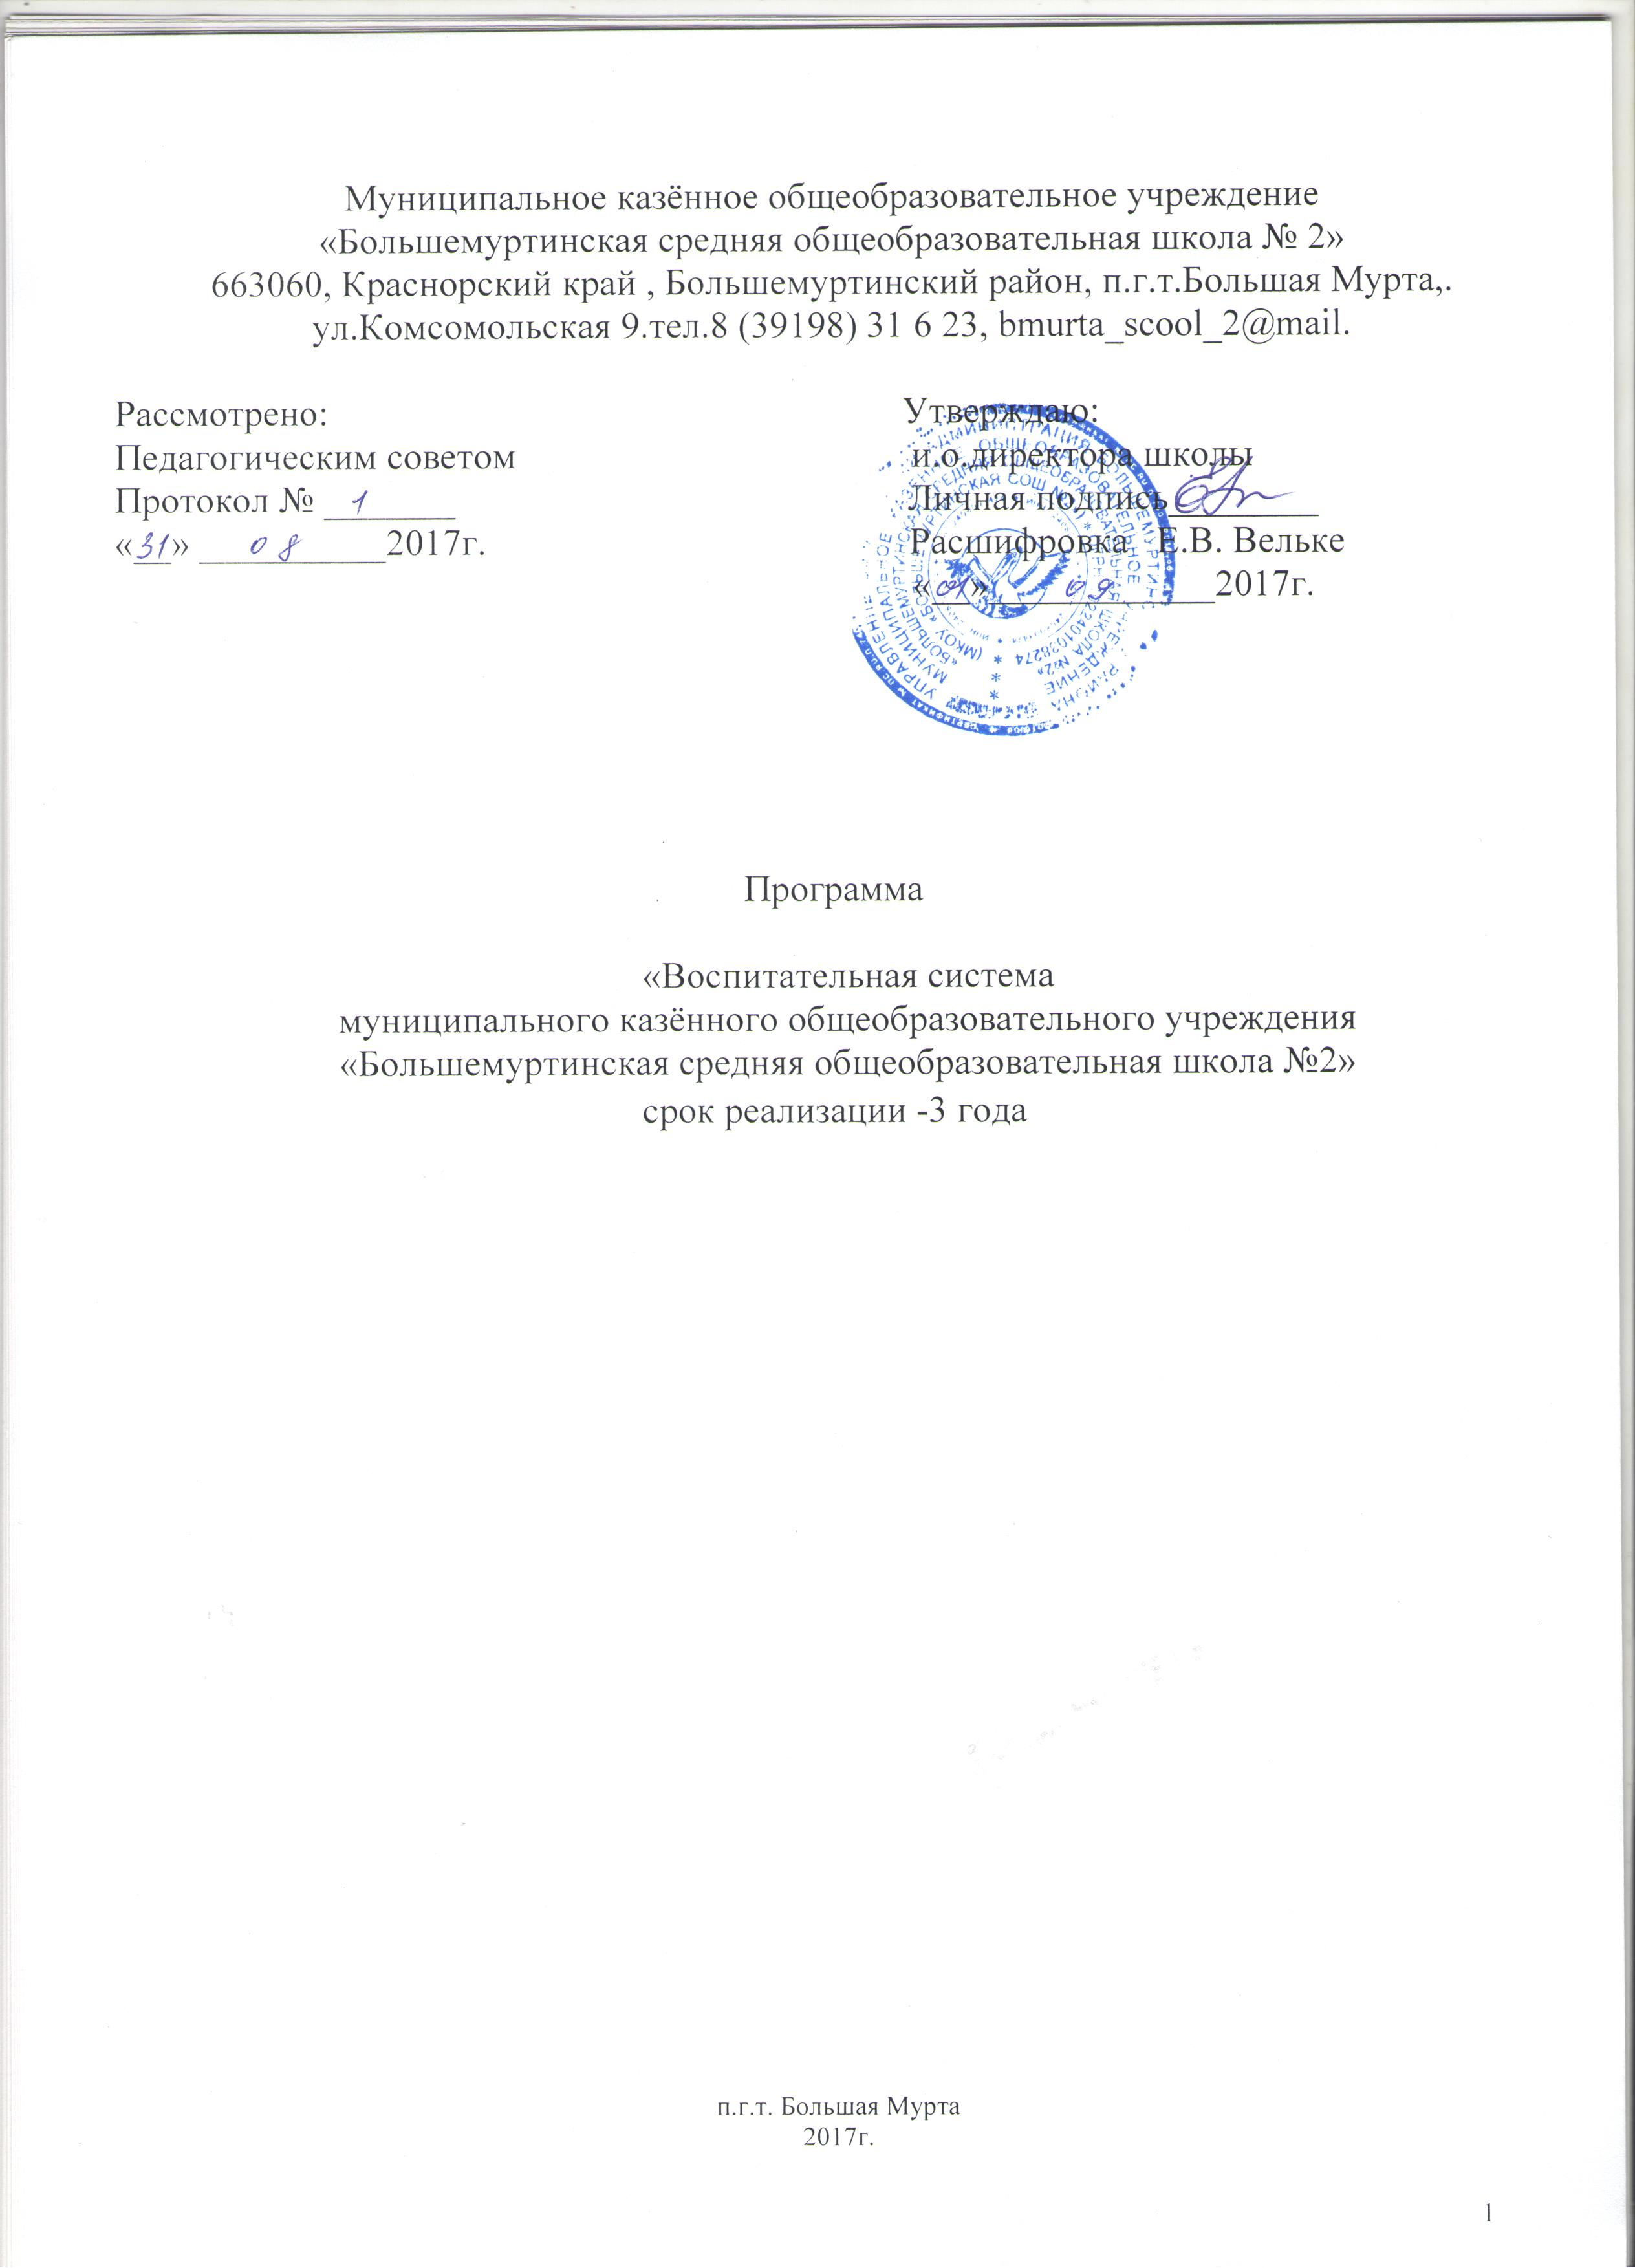 Муниципальное казённое общеобразовательное учреждение
«Большемуртинская средняя общеобразовательная школа № 2»
663060, Краснорский край , Большемуртинский район, п.г.т.Большая Мурта,.
ул.Комсомольская 9.тел.8 (39198) 31 6 23, bmurta_scool_2@mail.
Рассмотрено:
Педагогическим советом
Протокол № 1
«31» 08 2017г.
Утверждаю:
и.о директора школы
Личная подпись
Расшифровка Е.В. Вельке
«01» 09 2017г.
Программа
«Воспитательная система
муниципального казённого общеобразовательного учреждения
«Большемуртинская средняя общеобразовательная школа №2»
срок реализации -3 года
п.г.т. Большая Мурта
2017г.
1